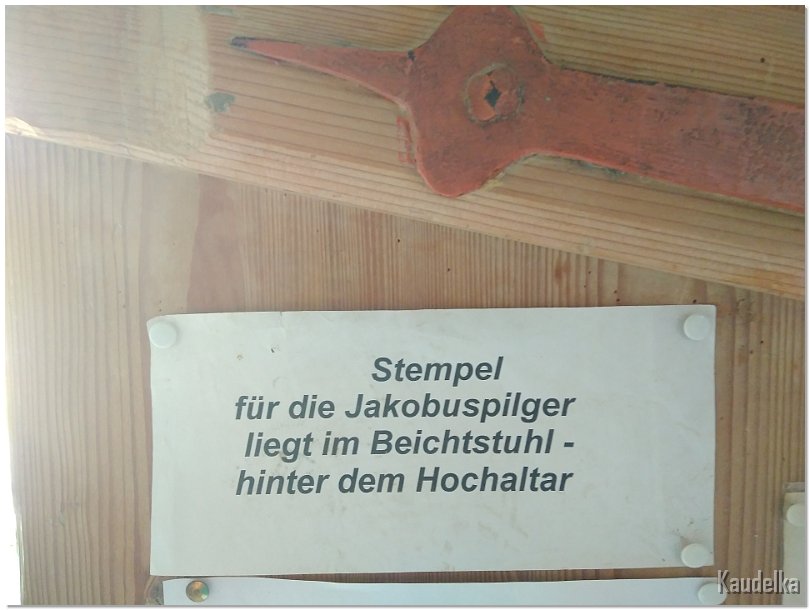 Stempel
für die Jakobuspilger
liegt im Beichtstuhl -
hinter dem Hochaltar
Kaudelka